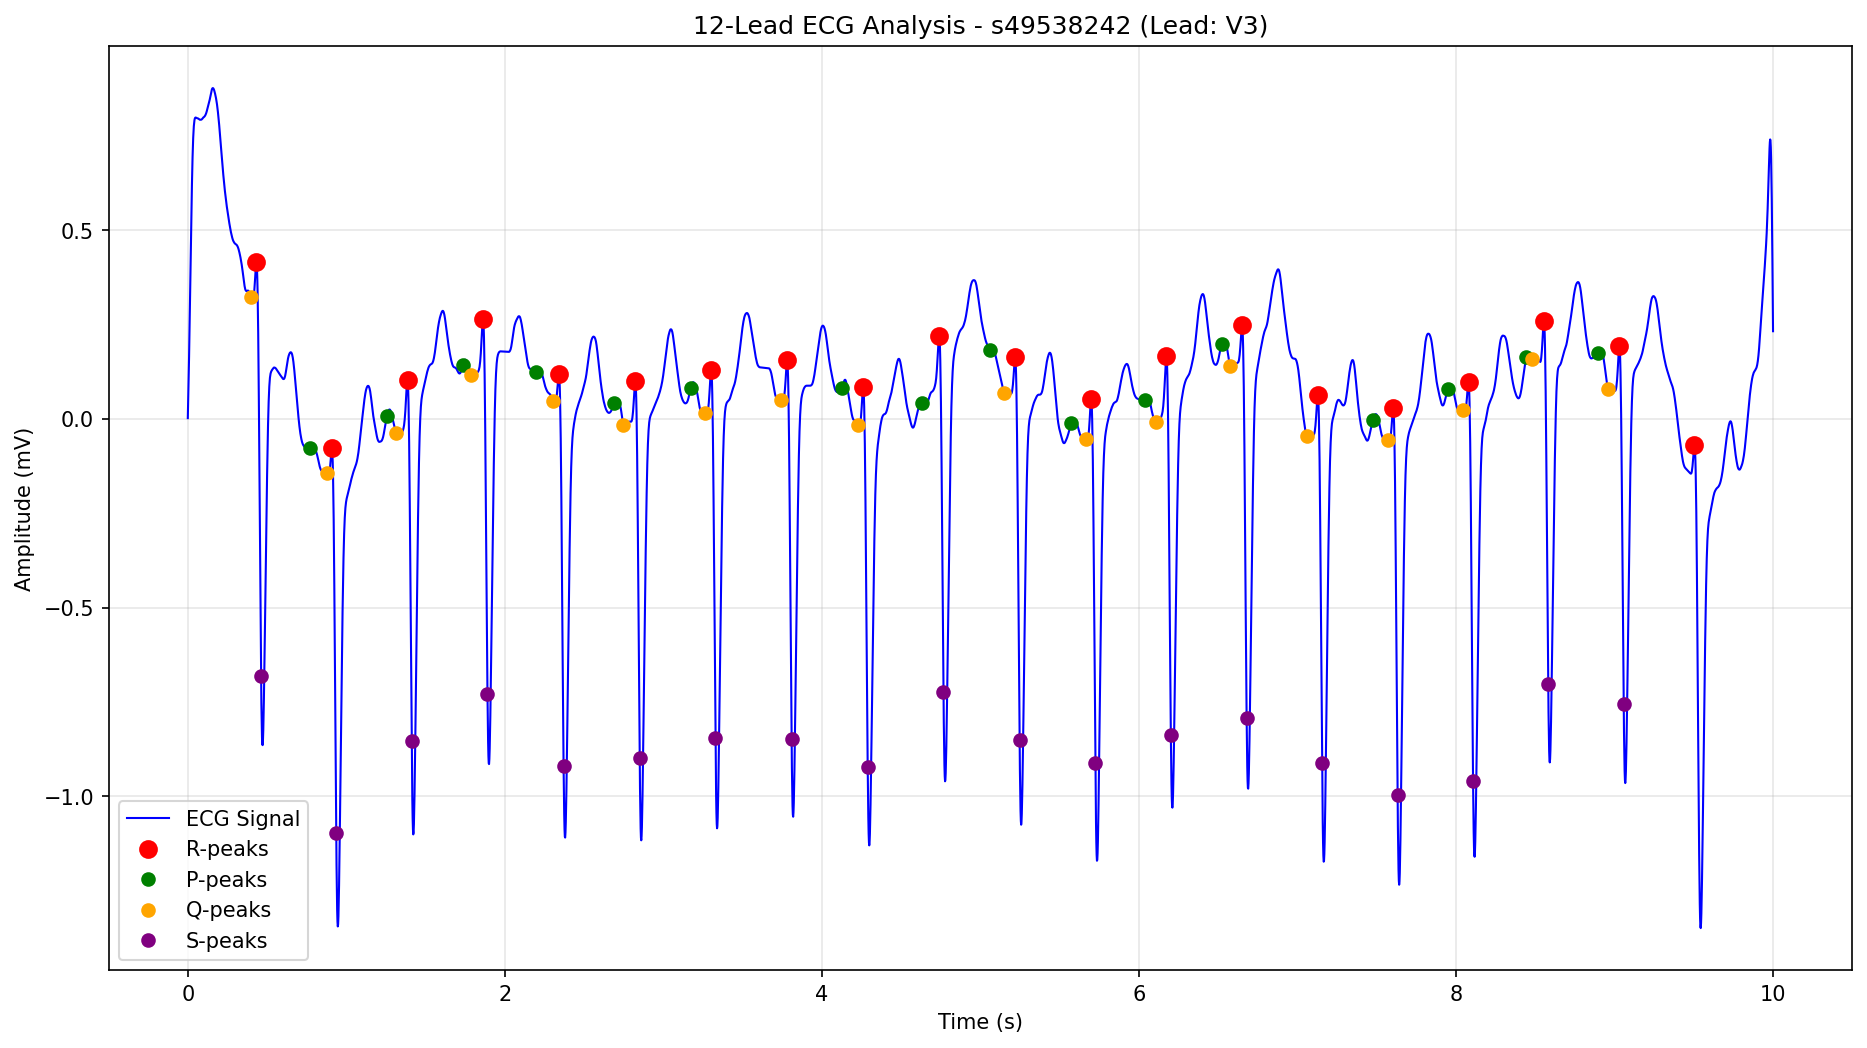 12-Lead ECG Analysis - s49538242 (Lead: V3)
Amplitude (mV)
0.5
0.0
−0.5
−1.0
ECG Signal
R-peaks
P-peaks
Q-peaks
S-peaks
0 2 4 6 8 10
Time (s)